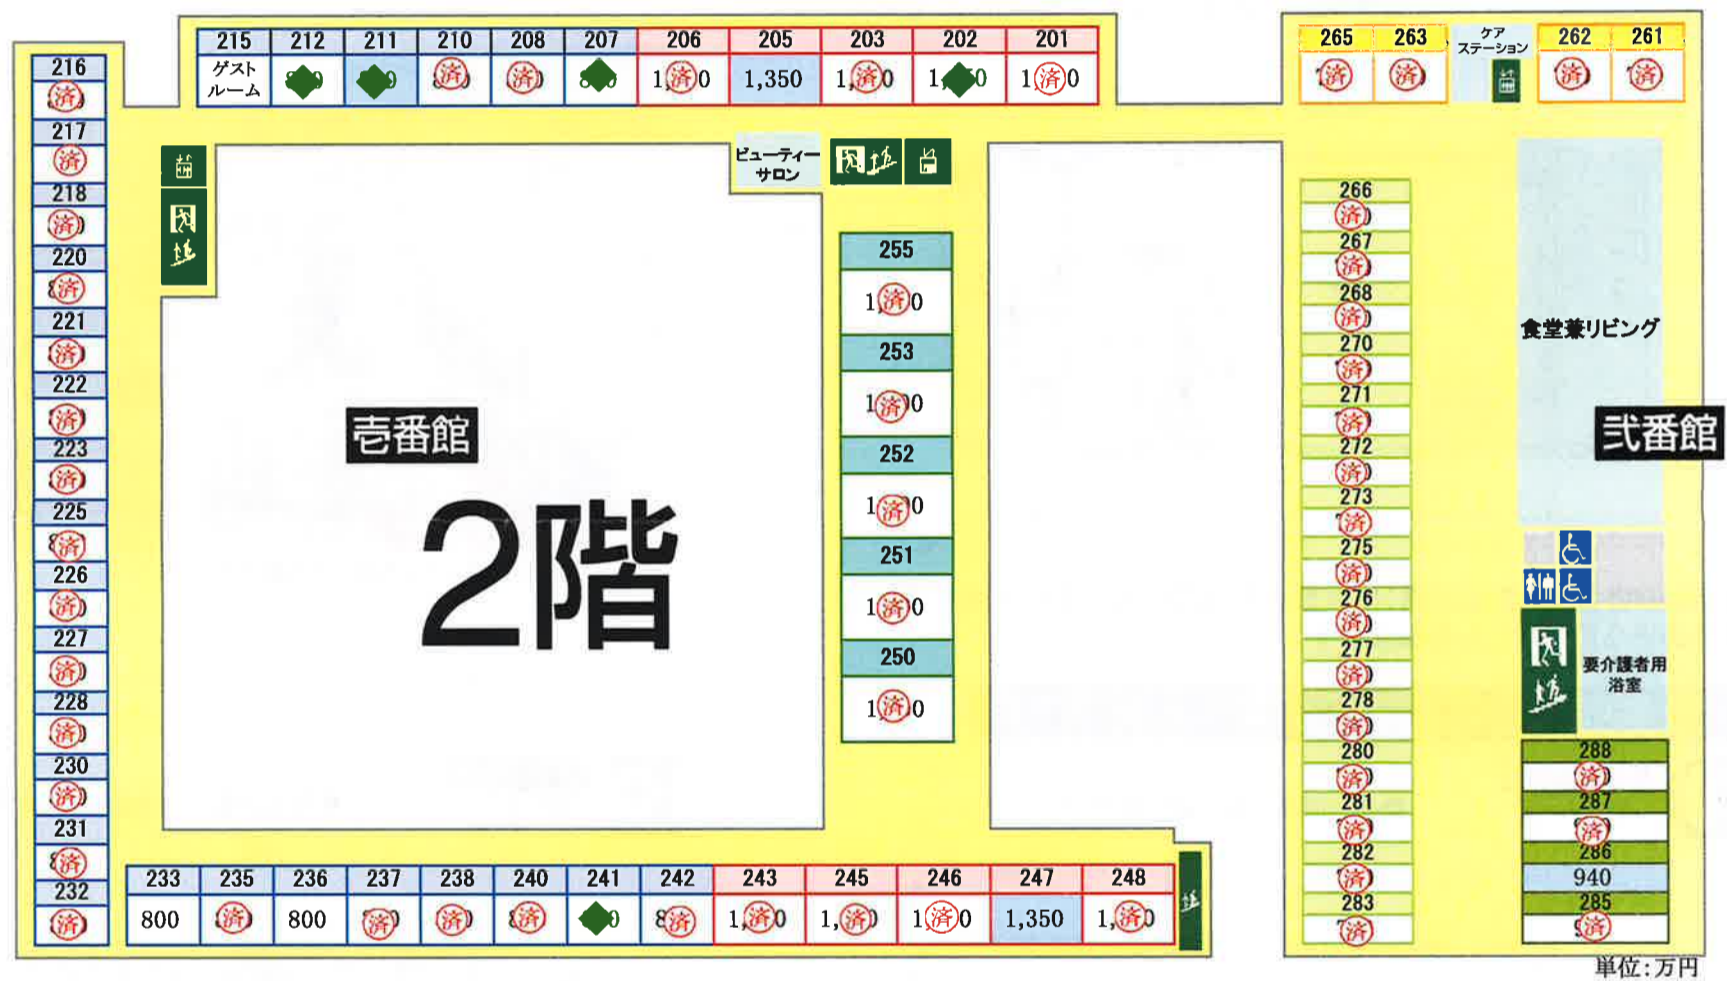 215 212 211 210 208 207 206 205 203 202 201
ゲスト
ルーム
済 済 済 1,350 済 済
265 263
済 済
ケア
ステーション
262 261
済 済
216
済
217
済
218
済
220
済
221
済
222
済
223
済
225
済
226
済
227
済
228
済
230
済
231
済
232
済
ビューティー
サロン
壱番館
2階
255
済
253
済
252
済
251
済
250
済
233 235 236 237 238 240 241 242 243 245 246 247 248
800 済 800 済 済 済 済 済 済 済 1,350 済
266
済
267
済
268
済
270
済
271
済
272
済
273
済
275
済
276
済
277
済
278
済
280
済
281
済
282
済
283
済
食堂兼リビング
弐番館
要介護者用
浴室
288
済
287
済
286
940
285
済
単位:万円